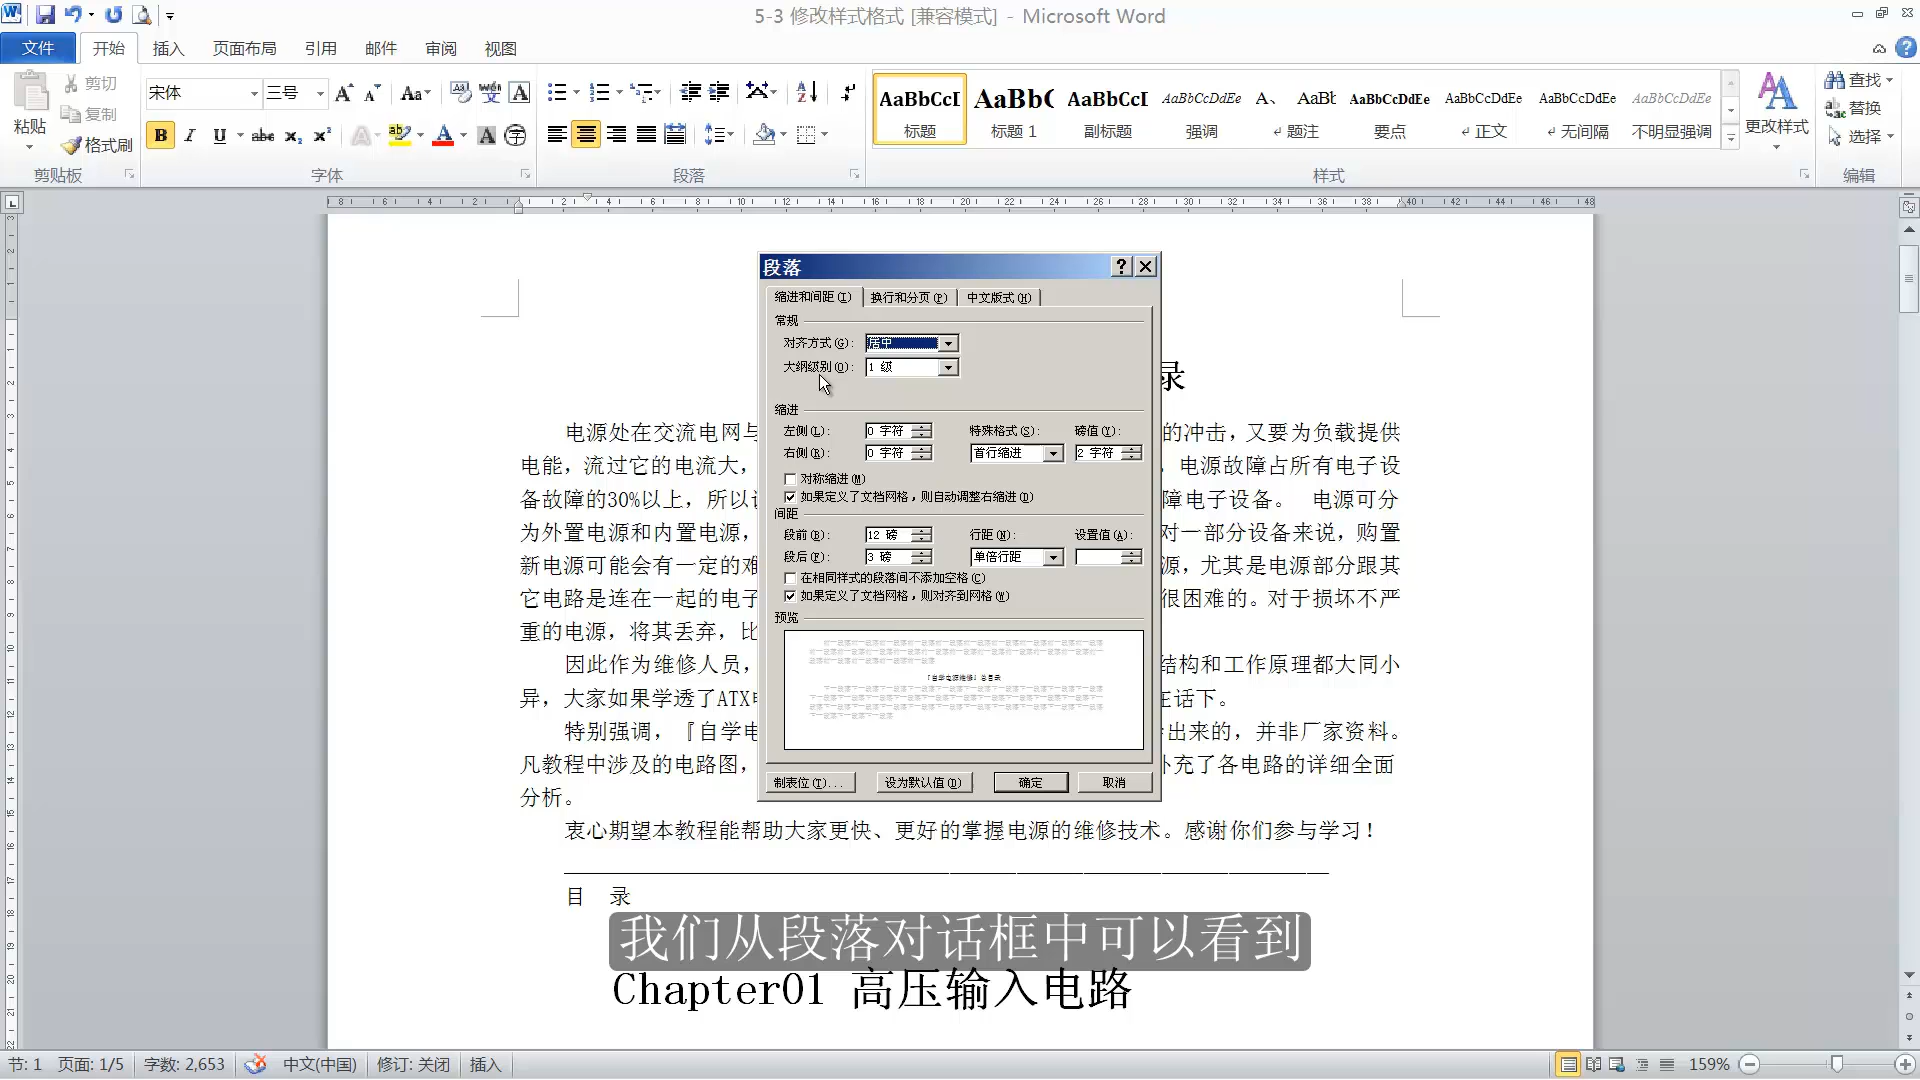 5-3 修改样式格式 [兼容模式] - Microsoft Word
文件 开始 插入 页面布局 引用 邮件 审阅 视图
粘贴 剪切 复制 格式刷
宋体 三号
AaBbCcI AaBb( AaBbCcI AaBbCcDdEe AaBb AaBbCcDdEe AaBbCcDdEe AaBbCcDdEe AaBbCcDdEe
标题 标题 1 副标题 强调 ↵ 题注 要点 ↵ 正文 ↵ 无间隔 不明显强调
更改样式 查找 替换 选择
剪贴板 字体 段落 样式 编辑
段落
缩进和间距(I) 换行和分页(P) 中文版式(H)
常规
对齐方式(G): 居中
大纲级别(O): 1 级
缩进
左侧(L): 0 字符 特殊格式(S): 磅值(Y):
右侧(R): 0 字符 首行缩进 2 字符
对称缩进(M)
如果定义了文档网格，则自动调整右缩进(D)
间距
段前(B): 12 磅 行距(N): 设置值(A):
段后(F): 3 磅 单倍行距
在相同样式的段落间不添加空格(C)
如果定义了文档网格，则对齐到网格(W)
预览
『自学电源维修』总目录
制表位(T)... 设为默认值(D) 确定 取消
录
电源处在交流电网与 的冲击，又要为负载提供
电能，流过它的电流大， 电源故障占所有电子设
备故障的30%以上，所以 障电子设备。 电源可分
为外置电源和内置电源， 对一部分设备来说，购置
新电源可能会有一定的难 源，尤其是电源部分跟其
它电路是连在一起的电子 很困难的。对于损坏不严
重的电源，将其丢弃，比
因此作为维修人员， 结构和工作原理都大同小
异，大家如果学透了ATX 在话下。
特别强调，『自学电 出来的，并非厂家资料。
凡教程中涉及的电路图， 补充了各电路的详细全面
分析。
衷心期望本教程能帮助大家更快、更好的掌握电源的维修技术。感谢你们参与学习！
目 录
我们从段落对话框中可以看到
Chapter01 高压输入电路
节: 1 页面: 1/5 字数: 2,653 中文(中国) 修订: 关闭 插入 159%